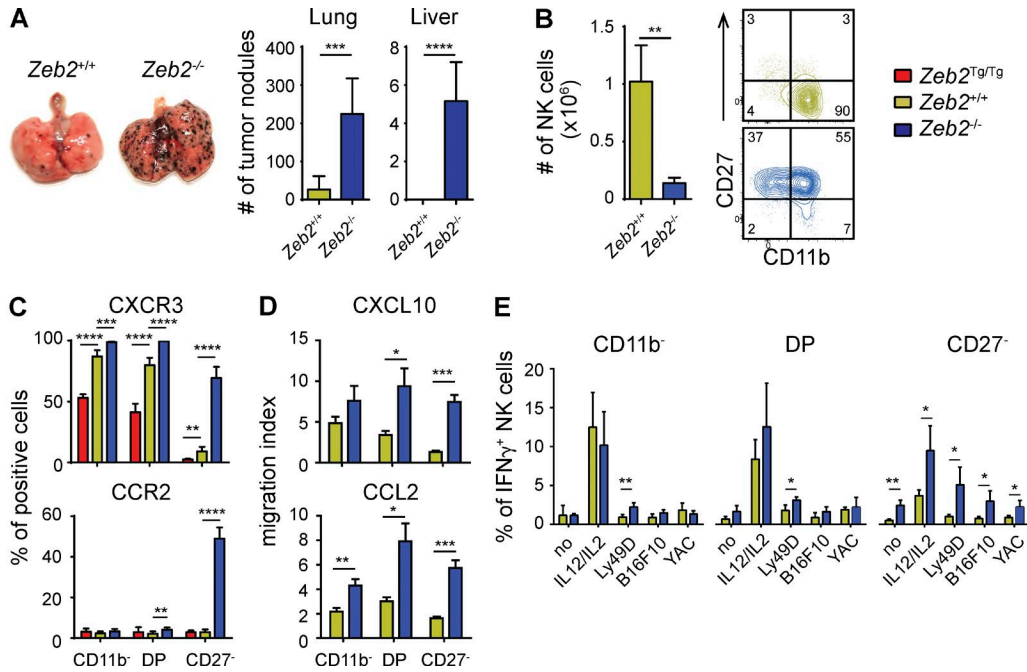 A
Zeb2+/+
Zeb2-/-
# of tumor nodules
Lung
***
400
300
200
100
0
Zeb2+/+
Zeb2-/-
Liver
****
8
6
4
2
0
Zeb2+/+
Zeb2-/-
B
# of NK cells
(x10⁶)
**
1.5
1
0.5
0
Zeb2+/+
Zeb2-/-
CD27
3
3
4
90
0
37
55
2
7
0
0
CD11b
Zeb2Tg/Tg
Zeb2+/+
Zeb2-/-
C
% of positive cells
CXCR3
**** *** **** **** ** ****
100
50
0
CCR2
** ****
80
60
40
20
0
CD11b- DP CD27-
D
migration index
CXCL10
* ***
15
10
5
0
CCL2
** * ***
10
8
6
4
2
0
CD11b- DP CD27-
E
% of IFN-γ+ NK cells
CD11b-
DP
CD27-
20
15
10
5
0
**
*
** * * * *
no IL12/IL2 Ly49D B16F10 YAC
no IL12/IL2 Ly49D B16F10 YAC
no IL12/IL2 Ly49D B16F10 YAC